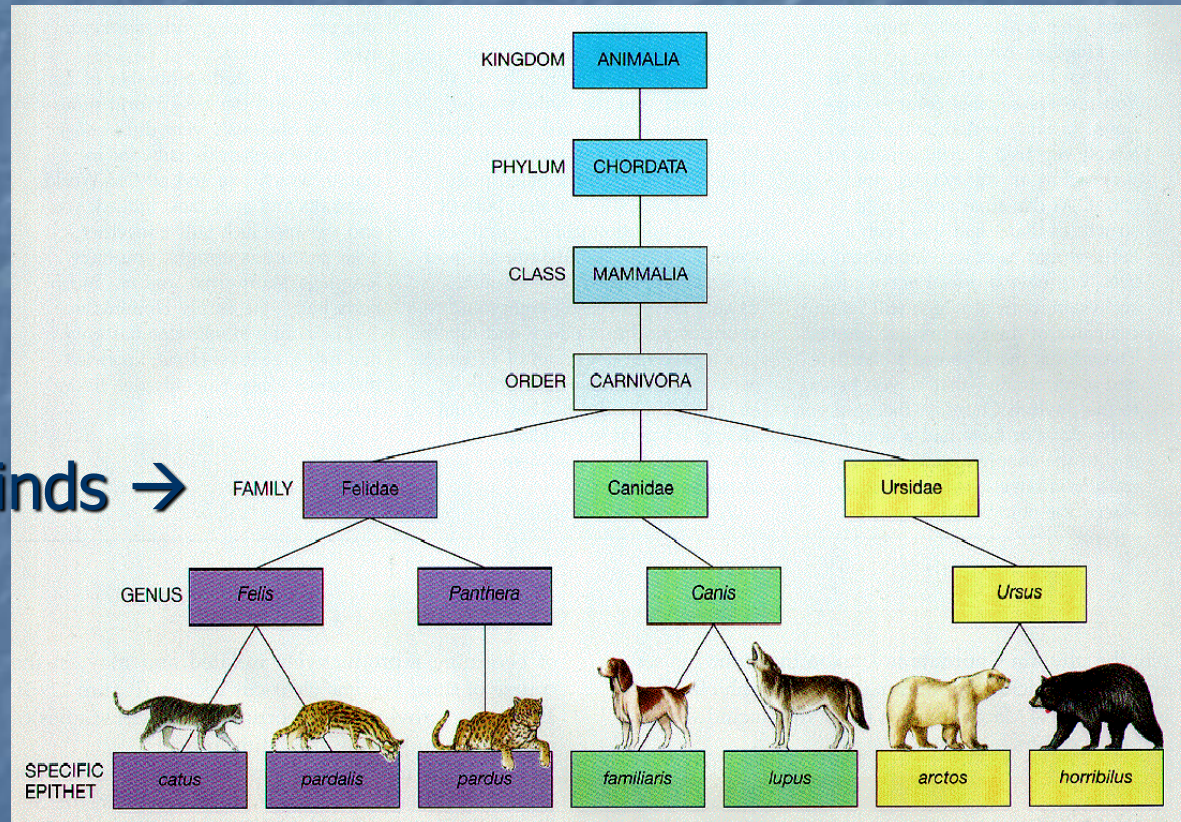 KINGDOM ANIMALIA
PHYLUM CHORDATA
CLASS MAMMALIA
ORDER CARNIVORA
inds →
FAMILY Felidae Canidae Ursidae
GENUS Felis Panthera Canis Ursus
SPECIFIC
EPITHET catus pardalis pardus familiaris lupus arctos horribilus